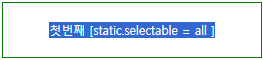 첫번째 [static.selectable = all ]